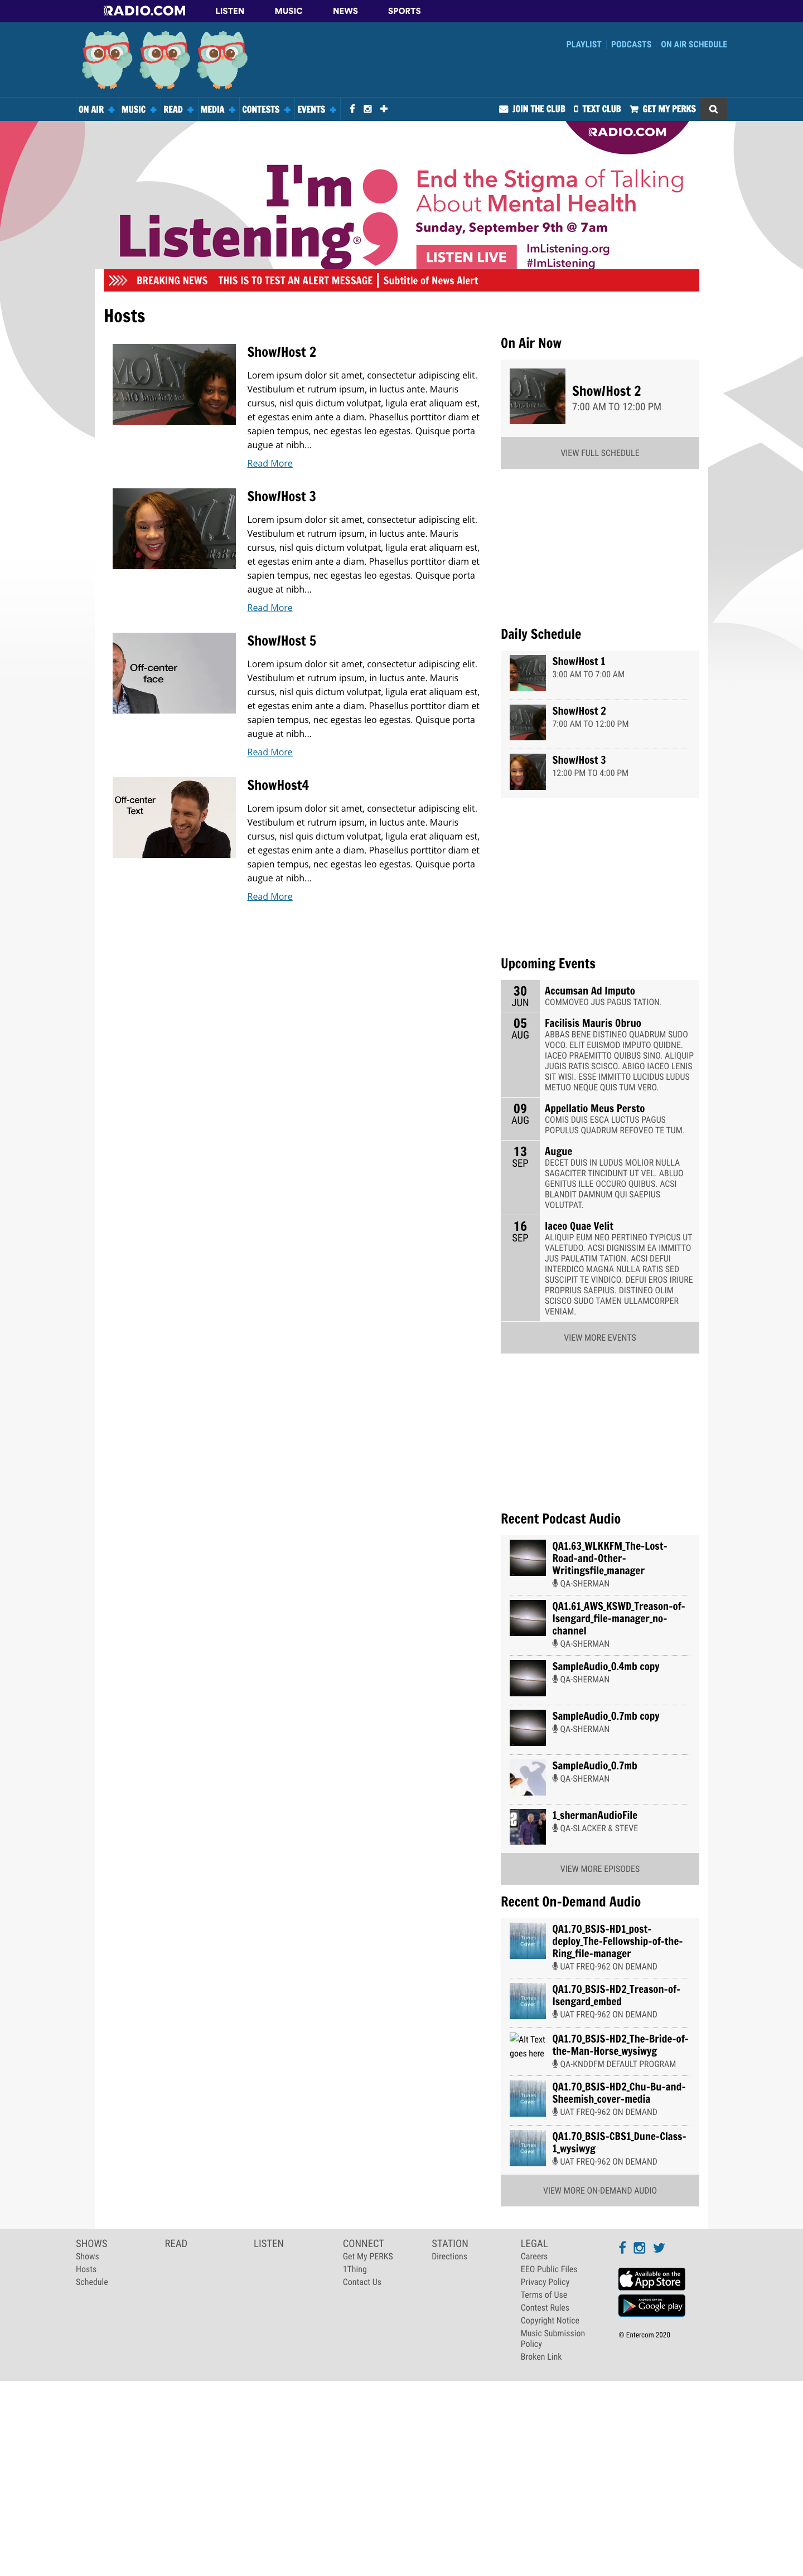 RADIO.COM LISTEN MUSIC NEWS SPORTS
PLAYLIST PODCASTS ON AIR SCHEDULE
ON AIR MUSIC READ MEDIA CONTESTS EVENTS JOIN THE CLUB TEXT CLUB GET MY PERKS
RADIO.COM
I'm
Listening;®
End the Stigma of Talking
About Mental Health
Sunday, September 9th @ 7am
LISTEN LIVE
ImListening.org
#ImListening
BREAKING NEWS THIS IS TO TEST AN ALERT MESSAGE | Subtitle of News Alert
Hosts
Show/Host 2
Lorem ipsum dolor sit amet, consectetur adipiscing elit.
Vestibulum et rutrum ipsum, in luctus ante. Mauris
cursus, nisl quis dictum volutpat, ligula erat aliquam est,
et egestas enim ante a diam. Phasellus porttitor diam et
sapien tempus, nec egestas leo egestas. Quisque porta
augue at nibh...
Read More
Show/Host 3
Lorem ipsum dolor sit amet, consectetur adipiscing elit.
Vestibulum et rutrum ipsum, in luctus ante. Mauris
cursus, nisl quis dictum volutpat, ligula erat aliquam est,
et egestas enim ante a diam. Phasellus porttitor diam et
sapien tempus, nec egestas leo egestas. Quisque porta
augue at nibh...
Read More
Off-center
face
Show/Host 5
Lorem ipsum dolor sit amet, consectetur adipiscing elit.
Vestibulum et rutrum ipsum, in luctus ante. Mauris
cursus, nisl quis dictum volutpat, ligula erat aliquam est,
et egestas enim ante a diam. Phasellus porttitor diam et
sapien tempus, nec egestas leo egestas. Quisque porta
augue at nibh...
Read More
Off-center
Text
ShowHost4
Lorem ipsum dolor sit amet, consectetur adipiscing elit.
Vestibulum et rutrum ipsum, in luctus ante. Mauris
cursus, nisl quis dictum volutpat, ligula erat aliquam est,
et egestas enim ante a diam. Phasellus porttitor diam et
sapien tempus, nec egestas leo egestas. Quisque porta
augue at nibh...
Read More
On Air Now
Show/Host 2
7:00 AM TO 12:00 PM
VIEW FULL SCHEDULE
Daily Schedule
Show/Host 1
3:00 AM TO 7:00 AM
Show/Host 2
7:00 AM TO 12:00 PM
Show/Host 3
12:00 PM TO 4:00 PM
Upcoming Events
30
JUN
Accumsan Ad Imputo
COMMOVEO JUS PAGUS TATION.
05
AUG
Facilisis Mauris Obruo
ABBAS BENE DISTINEO QUADRUM SUDO
VOCO. ELIT EUISMOD IMPUTO QUIDNE.
IACEO PRAEMITTO QUIBUS SINO. ALIQUIP
JUGIS RATIS SCISCO. ABIGO IACEO LENIS
SIT WISI. ESSE IMMITTO LUCIDUS LUDUS
METUO NEQUE QUIS TUM VERO.
09
AUG
Appellatio Meus Persto
COMIS DUIS ESCA LUCTUS PAGUS
POPULUS QUADRUM REFOVEO TE TUM.
13
SEP
Augue
DECET DUIS IN LUDUS MOLIOR NULLA
SAGACITER TINCIDUNT UT VEL. ABLUO
GENITUS ILLE OCCURO QUIBUS. ACSI
BLANDIT DAMNUM QUI SAEPIUS
VOLUTPAT.
16
SEP
Iaceo Quae Velit
ALIQUIP EUM NEO PERTINEO TYPICUS UT
VALETUDO. ACSI DIGNISSIM EA IMMITTO
JUS PAULATIM TATION. ACSI DEFUI
INTERDICO MAGNA NULLA RATIS SED
SUSCIPIT TE VINDICO. DEFUI EROS IRIURE
PROPRIUS SAEPIUS. DISTINEO OLIM
SCISCO SUDO TAMEN ULLAMCORPER
VENIAM.
VIEW MORE EVENTS
Recent Podcast Audio
QA1.63_WLKKFM_The-Lost-
Road-and-Other-
Writingsfile_manager
QA-SHERMAN
QA1.61_AWS_KSWD_Treason-of-
Isengard_file-manager_no-
channel
QA-SHERMAN
SampleAudio_0.4mb copy
QA-SHERMAN
SampleAudio_0.7mb copy
QA-SHERMAN
SampleAudio_0.7mb
QA-SHERMAN
1_shermanAudioFile
QA-SLACKER & STEVE
VIEW MORE EPISODES
Recent On-Demand Audio
iTunes
Cover
QA1.70_BSJS-HD1_post-
deploy_The-Fellowship-of-the-
Ring_file-manager
UAT FREQ-962 ON DEMAND
iTunes
Cover
QA1.70_BSJS-HD2_Treason-of-
Isengard_embed
UAT FREQ-962 ON DEMAND
Alt Text
goes here
QA1.70_BSJS-HD2_The-Bride-of-
the-Man-Horse_wysiwyg
QA-KNDDFM DEFAULT PROGRAM
iTunes
Cover
QA1.70_BSJS-HD2_Chu-Bu-and-
Sheemish_cover-media
UAT FREQ-962 ON DEMAND
iTunes
Cover
QA1.70_BSJS-CBS1_Dune-Class-
1_wysiwyg
UAT FREQ-962 ON DEMAND
VIEW MORE ON-DEMAND AUDIO
SHOWS
Shows
Hosts
Schedule
READ
LISTEN
CONNECT
Get My PERKS
1Thing
Contact Us
STATION
Directions
LEGAL
Careers
EEO Public Files
Privacy Policy
Terms of Use
Contest Rules
Copyright Notice
Music Submission
Policy
Broken Link
Available on the
App Store
ANDROID APP ON
Google play
© Entercom 2020